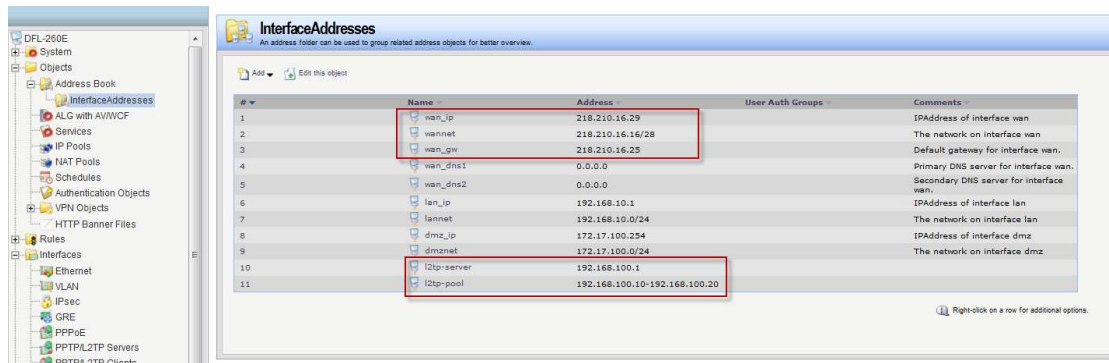 DFL-260E
System
Objects
Address Book
InterfaceAddresses
ALG with AV/WCF
Services
IP Pools
NAT Pools
Schedules
Authentication Objects
VPN Objects
HTTP Banner Files
Rules
Interfaces
Ethernet
VLAN
IPsec
GRE
PPPoE
PPTP/L2TP Servers
PPTP/L2TP Clients
InterfaceAddresses
An address folder can be used to group related address objects for better overview.
Add Edit this object
# Name Address User Auth Groups Comments
1 wan_ip 218.210.16.29 IPAddress of interface wan
2 wannet 218.210.16.16/28 The network on interface wan
3 wan_gw 218.210.16.25 Default gateway for interface wan.
4 wan_dns1 0.0.0.0 Primary DNS server for interface wan.
5 wan_dns2 0.0.0.0 Secondary DNS server for interface
wan.
6 lan_ip 192.168.10.1 IPAddress of interface lan
7 lannet 192.168.10.0/24 The network on interface lan
8 dmz_ip 172.17.100.254 IPAddress of interface dmz
9 dmznet 172.17.100.0/24 The network on interface dmz
10 l2tp-server 192.168.100.1
11 l2tp-pool 192.168.100.10-192.168.100.20
Right-click on a row for additional options.